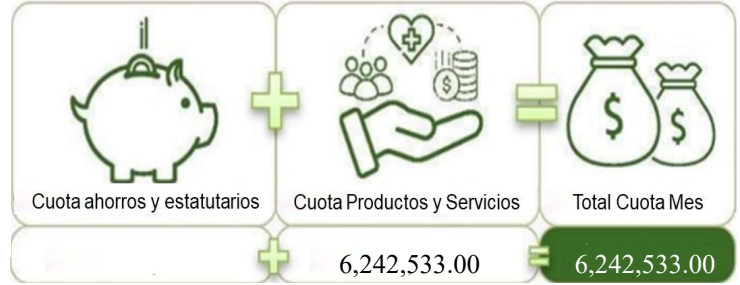 Cuota ahorros y estatutarios
Cuota Productos y Servicios
Total Cuota Mes
6,242,533.00
6,242,533.00